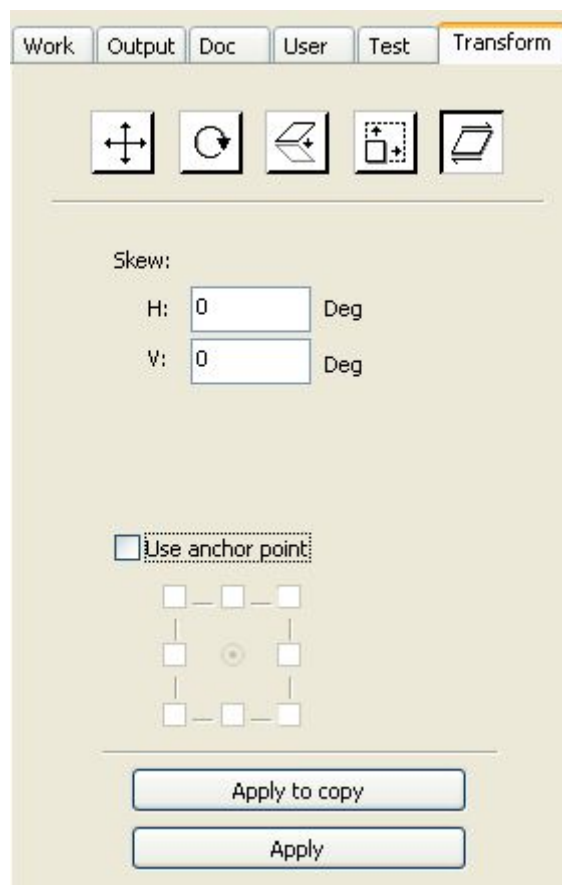 Work Output Doc User Test Transform
Skew:
H: 0 Deg
V: 0 Deg
Use anchor point
Apply to copy
Apply